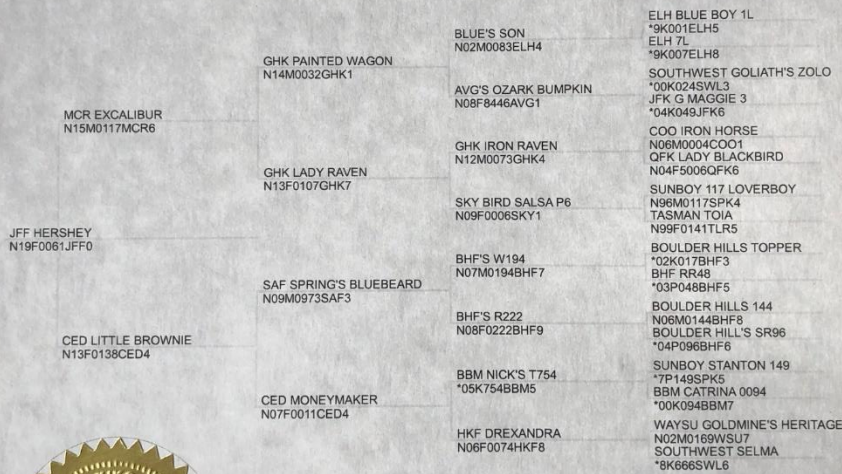 JFF HERSHEY
N19F0061JFF0
MCR EXCALIBUR
N15M0117MCR6
CED LITTLE BROWNIE
N13F0138CED4
GHK PAINTED WAGON
N14M0032GHK1
GHK LADY RAVEN
N13F0107GHK7
SAF SPRING'S BLUEBEARD
N09M0973SAF3
CED MONEYMAKER
N07F0011CED4
BLUE'S SON
N02M0083ELH4
AVG'S OZARK BUMPKIN
N08F8446AVG1
GHK IRON RAVEN
N12M0073GHK4
SKY BIRD SALSA P6
N09F0006SKY1
BHF'S W194
N07M0194BHF7
BHF'S R222
N08F0222BHF9
BBM NICK'S T754
*05K754BBM5
HKF DREXANDRA
N06F0074HKF8
ELH BLUE BOY 1L
*9K001ELH5
ELH 7L
*9K007ELH8
SOUTHWEST GOLIATH'S ZOLO
*00K024SWL3
JFK G MAGGIE 3
*04K049JFK6
COO IRON HORSE
N06M0004COO1
QFK LADY BLACKBIRD
N04F5006QFK6
SUNBOY 117 LOVERBOY
N96M0117SPK4
TASMAN TOIA
N99F0141TLR5
BOULDER HILLS TOPPER
*02K017BHF3
BHF RR48
*03P048BHF5
BOULDER HILLS 144
N06M0144BHF8
BOULDER HILL'S SR96
*04P096BHF6
SUNBOY STANTON 149
*7P149SPK5
BBM CATRINA 0094
*00K094BBM7
WAYSU GOLDMINE'S HERITAGE
N02M0169WSU7
SOUTHWEST SELMA
*8K666SWL6